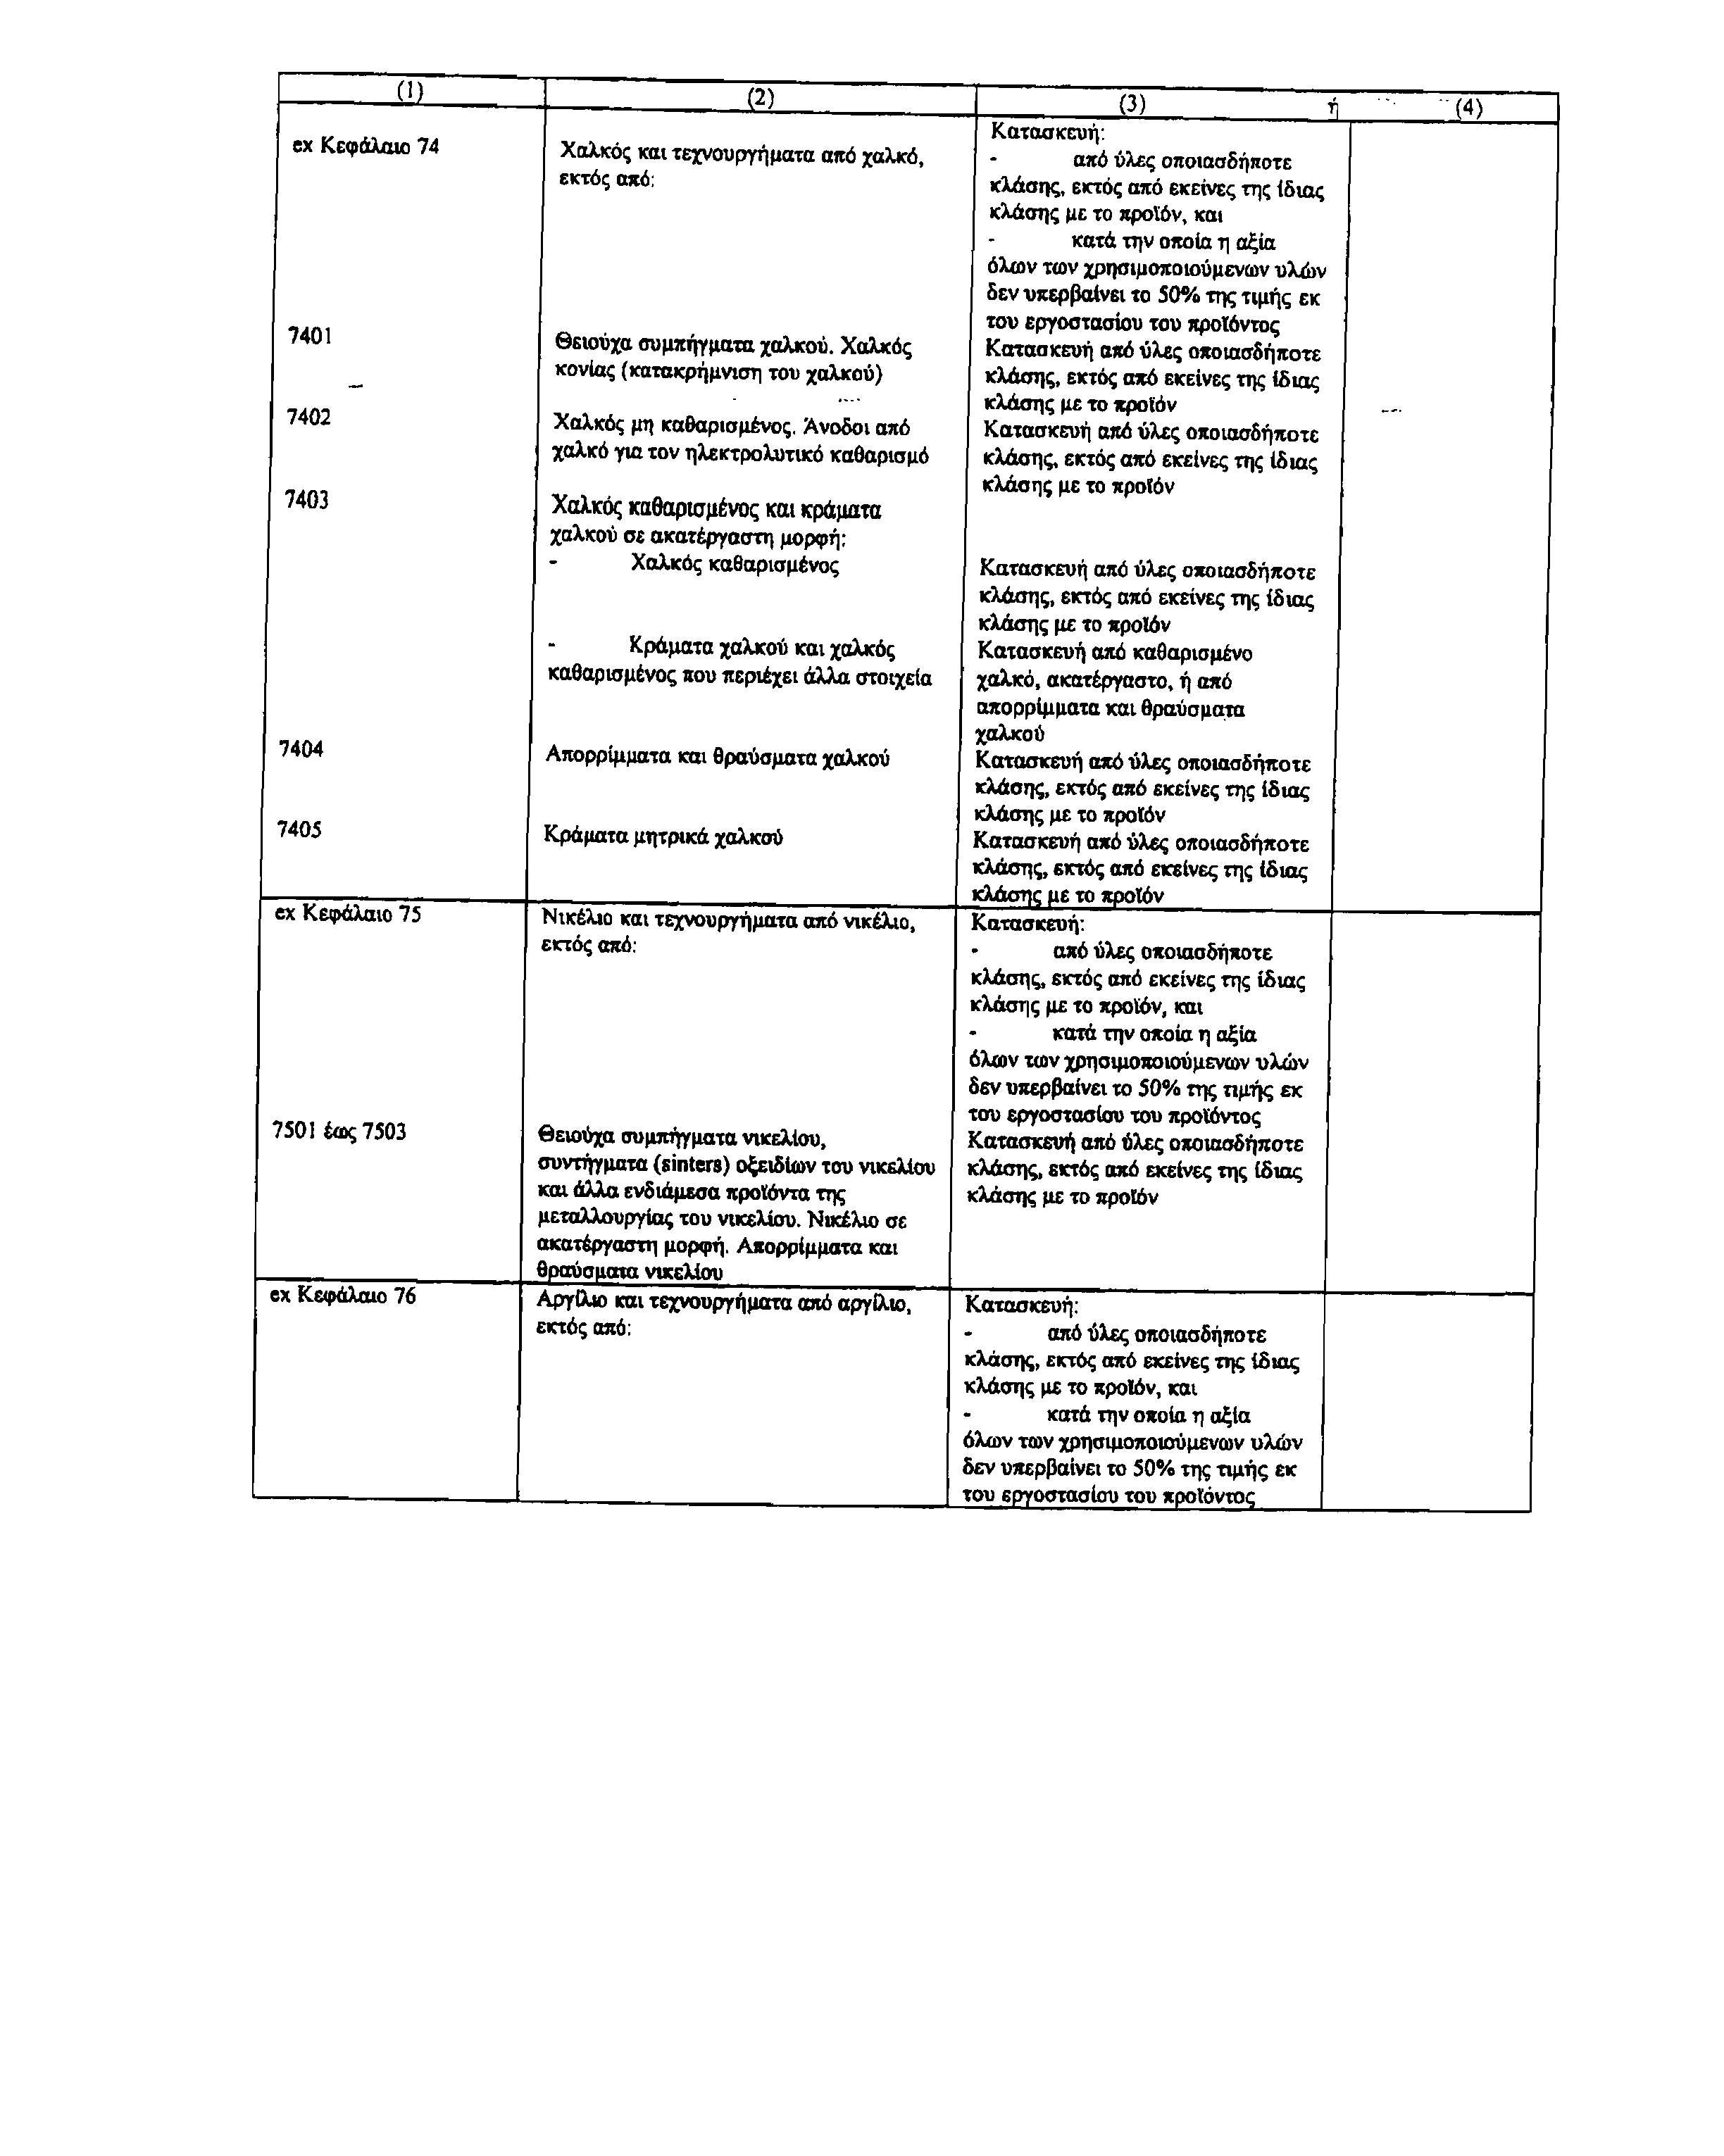 (1) (2) (3) ή (4)
ex Κεφάλαιο 74
Χαλκός και τεχνουργήματα από χαλκό,
εκτός από:
Κατασκευή:
- από ύλες οποιασδήποτε
κλάσης, εκτός από εκείνες της ίδιας
κλάσης με το προϊόν, και
- κατά την οποία η αξία
όλων των χρησιμοποιούμενων υλών
δεν υπερβαίνει το 50% της τιμής εκ
του εργοστασίου του προϊόντος
7401
Θειούχα συμπήγματα χαλκού. Χαλκός
κονίας (κατακρήμνιση του χαλκού)
Κατασκευή από ύλες οποιασδήποτε
κλάσης, εκτός από εκείνες της ίδιας
κλάσης με το προϊόν
7402
Χαλκός μη καθαρισμένος. Άνοδοι από
χαλκό για τον ηλεκτρολυτικό καθαρισμό
Κατασκευή από ύλες οποιασδήποτε
κλάσης, εκτός από εκείνες της ίδιας
κλάσης με το προϊόν
7403
Χαλκός καθαρισμένος και κράματα
χαλκού σε ακατέργαστη μορφή:
- Χαλκός καθαρισμένος
Κατασκευή από ύλες οποιασδήποτε
κλάσης, εκτός από εκείνες της ίδιας
κλάσης με το προϊόν
- Κράματα χαλκού και χαλκός
καθαρισμένος που περιέχει άλλα στοιχεία
Κατασκευή από καθαρισμένο
χαλκό, ακατέργαστο, ή από
απορρίμματα και θραύσματα
χαλκού
7404
Απορρίμματα και θραύσματα χαλκού
Κατασκευή από ύλες οποιασδήποτε
κλάσης, εκτός από εκείνες της ίδιας
κλάσης με το προϊόν
7405
Κράματα μητρικά χαλκού
Κατασκευή από ύλες οποιασδήποτε
κλάσης, εκτός από εκείνες της ίδιας
κλάσης με το προϊόν
ex Κεφάλαιο 75
Νικέλιο και τεχνουργήματα από νικέλιο,
εκτός από:
Κατασκευή:
- από ύλες οποιασδήποτε
κλάσης, εκτός από εκείνες της ίδιας
κλάσης με το προϊόν, και
- κατά την οποία η αξία
όλων των χρησιμοποιούμενων υλών
δεν υπερβαίνει το 50% της τιμής εκ
του εργοστασίου του προϊόντος
7501 έως 7503
Θειούχα συμπήγματα νικελίου,
συντήγματα (sinters) οξειδίων του νικελίου
και άλλα ενδιάμεσα προϊόντα της
μεταλλουργίας του νικελίου. Νικέλιο σε
ακατέργαστη μορφή. Απορρίμματα και
θραύσματα νικελίου
Κατασκευή από ύλες οποιασδήποτε
κλάσης, εκτός από εκείνες της ίδιας
κλάσης με το προϊόν
ex Κεφάλαιο 76
Αργίλιο και τεχνουργήματα από αργίλιο,
εκτός από:
Κατασκευή:
- από ύλες οποιασδήποτε
κλάσης, εκτός από εκείνες της ίδιας
κλάσης με το προϊόν, και
- κατά την οποία η αξία
όλων των χρησιμοποιούμενων υλών
δεν υπερβαίνει το 50% της τιμής εκ
του εργοστασίου του προϊόντος